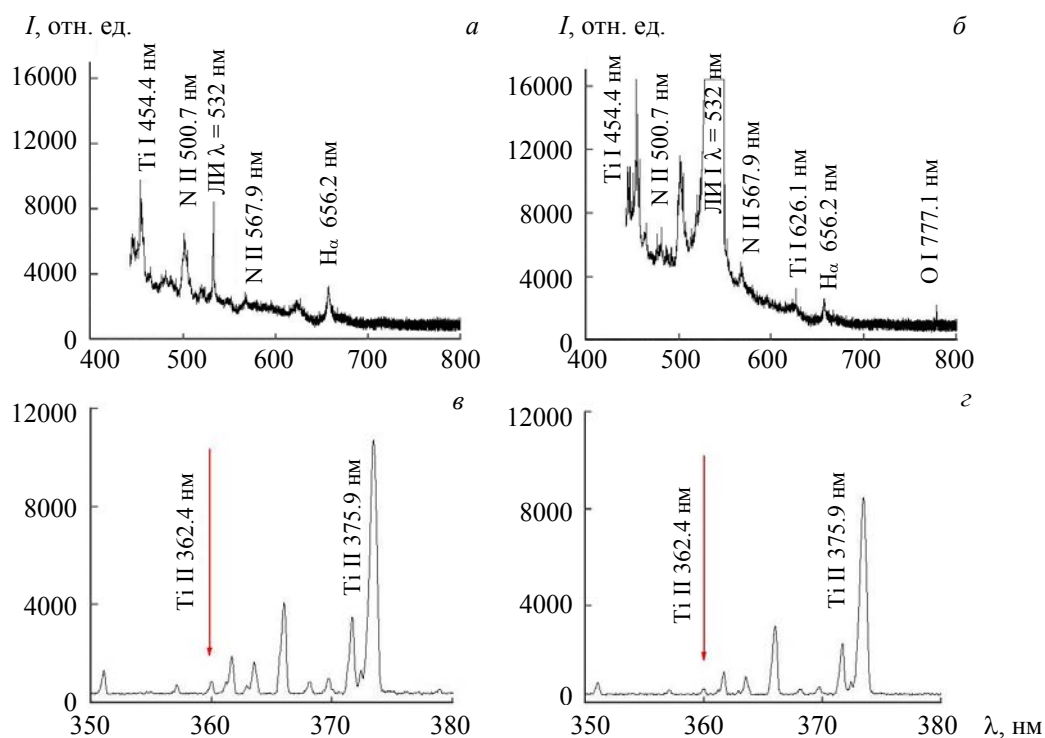 I, отн. ед.
а
16000
12000
8000
4000
0
Ti I 454.4 нм
N II 500.7 нм
ЛИ λ = 532 нм
N II 567.9 нм
Hα 656.2 нм
400 500 600 700 800
I, отн. ед.
б
16000
12000
8000
4000
0
Ti I 454.4 нм
N II 500.7 нм
ЛИ I λ = 532 нм
N II 567.9 нм
Ti I 626.1 нм
Hα 656.2 нм
O I 777.1 нм
400 500 600 700 800
в
12000
8000
4000
0
Ti II 362.4 нм
Ti II 375.9 нм
350 360 370 380
г
12000
8000
4000
0
Ti II 362.4 нм
Ti II 375.9 нм
350 360 370 380 λ, нм